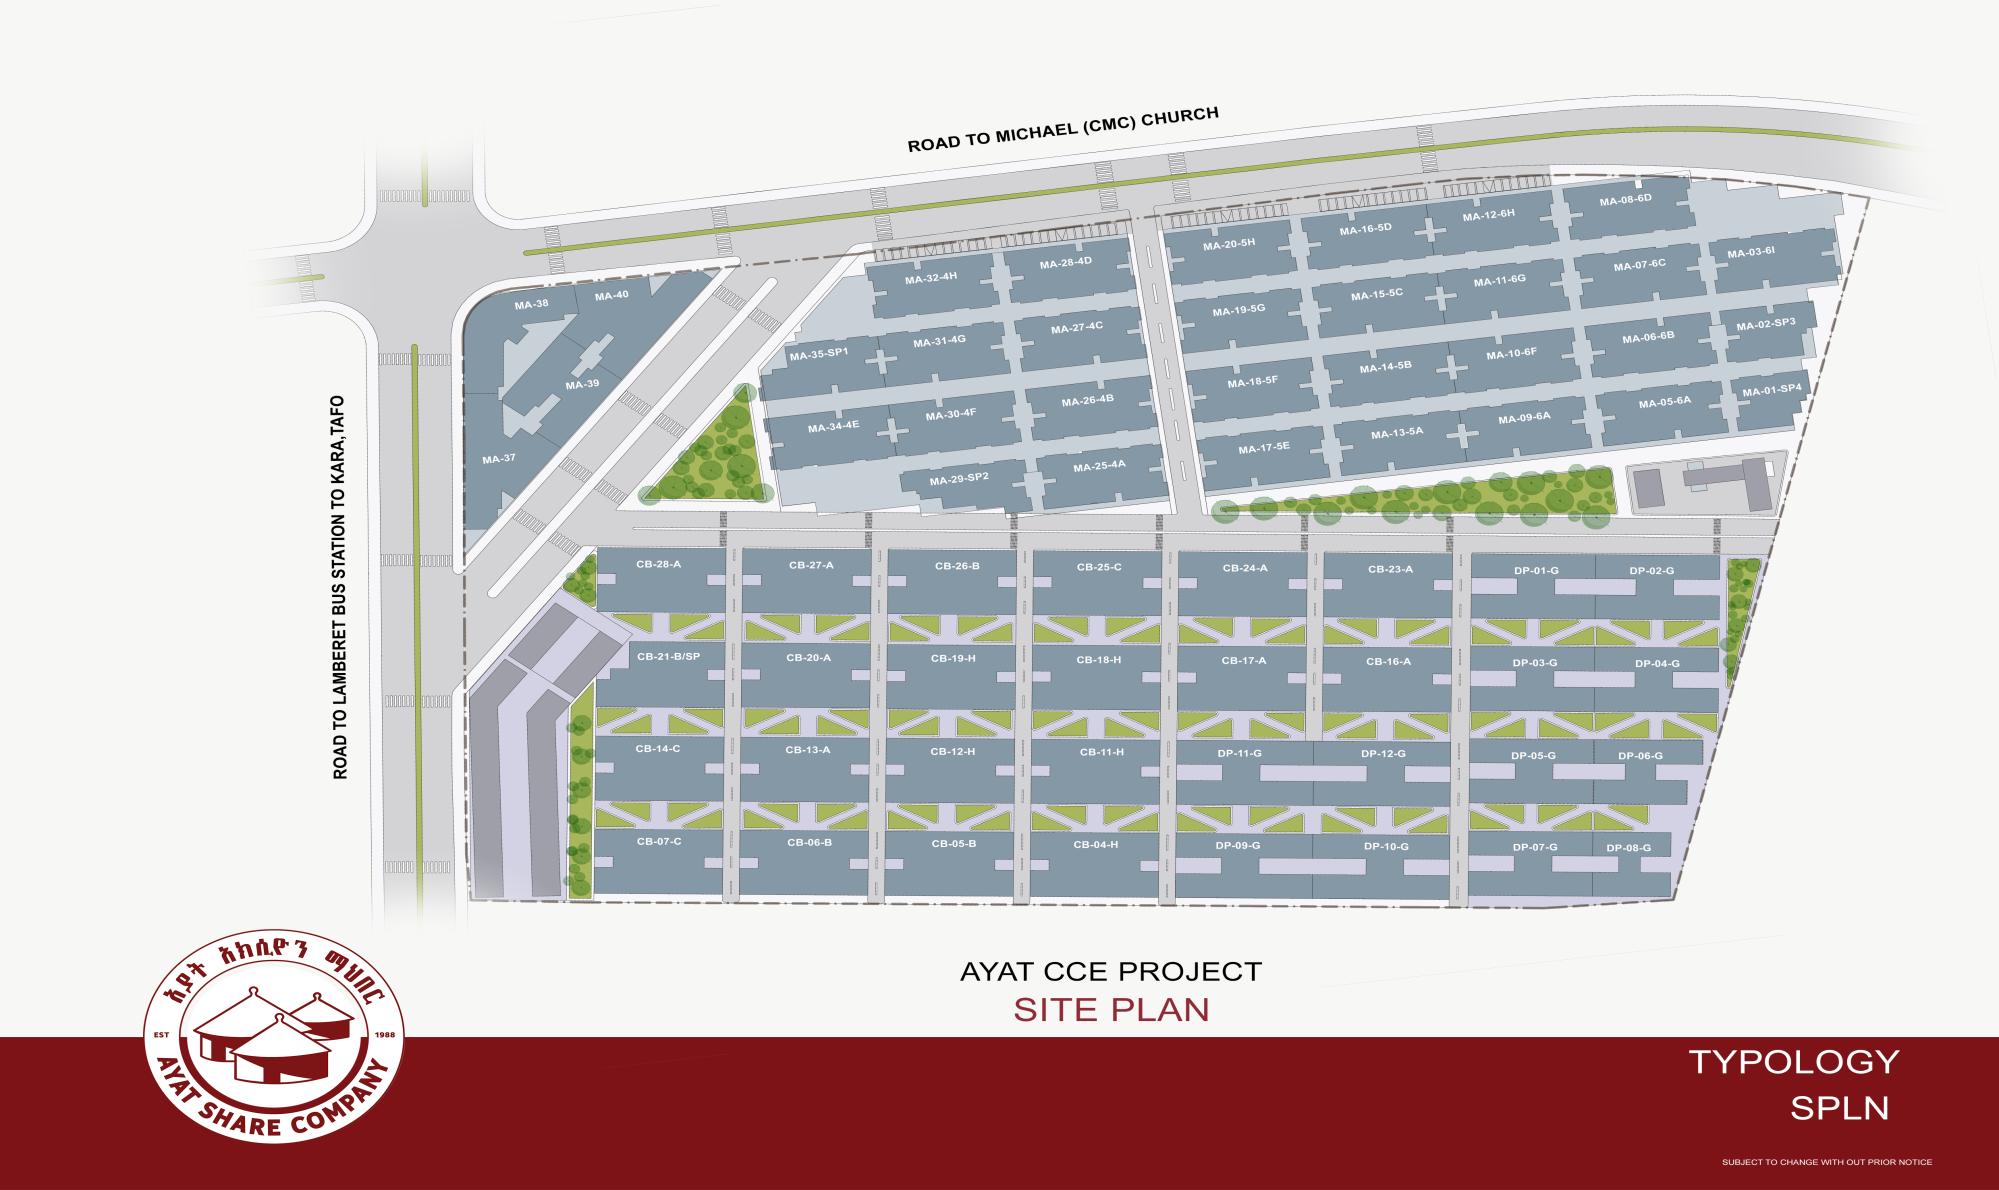 ROAD TO MICHAEL (CMC) CHURCH
ROAD TO LAMBERET BUS STATION TO KARA,TAFO
MA-38
MA-40
MA-39
MA-37
MA-32-4H
MA-28-4D
MA-20-5H
MA-16-5D
MA-12-6H
MA-08-6D
MA-35-SP1
MA-31-4G
MA-27-4C
MA-19-5G
MA-15-5C
MA-11-6G
MA-07-6C
MA-03-6I
MA-34-4E
MA-30-4F
MA-26-4B
MA-18-5F
MA-14-5B
MA-10-6F
MA-06-6B
MA-02-SP3
MA-29-SP2
MA-25-4A
MA-17-5E
MA-13-5A
MA-09-6A
MA-05-6A
MA-01-SP4
CB-28-A
CB-27-A
CB-26-B
CB-25-C
CB-24-A
CB-23-A
DP-01-G
DP-02-G
CB-21-B/SP
CB-20-A
CB-19-H
CB-18-H
CB-17-A
CB-16-A
DP-03-G
DP-04-G
CB-14-C
CB-13-A
CB-12-H
CB-11-H
DP-11-G
DP-12-G
DP-05-G
DP-06-G
CB-07-C
CB-06-B
CB-05-B
CB-04-H
DP-09-G
DP-10-G
DP-07-G
DP-08-G
AYAT CCE PROJECT
SITE PLAN
አያት አክሲዮን ማህበር
EST
1988
AYAT SHARE COMPANY
TYPOLOGY
SPLN
SUBJECT TO CHANGE WITH OUT PRIOR NOTICE